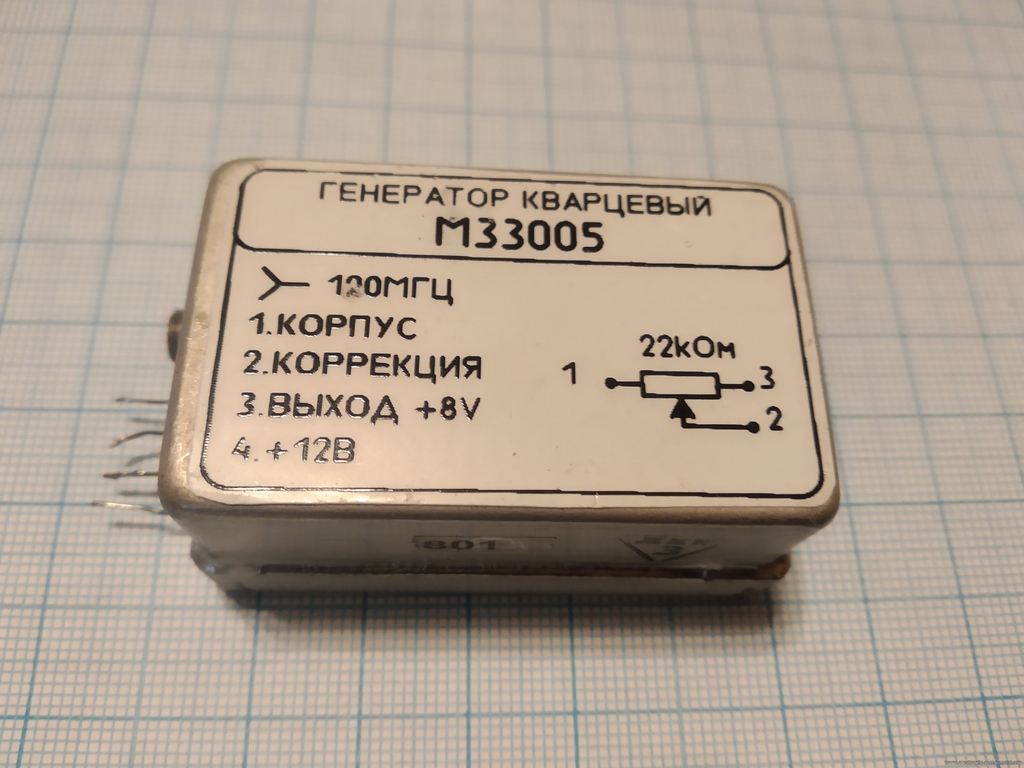 ГЕНЕРАТОР КВАРЦЕВЫЙ
М33005
120МГЦ
1.КОРПУС
2.КОРРЕКЦИЯ
3.ВЫХОД +8V
4.+12В
22кОм
1
3
2
801